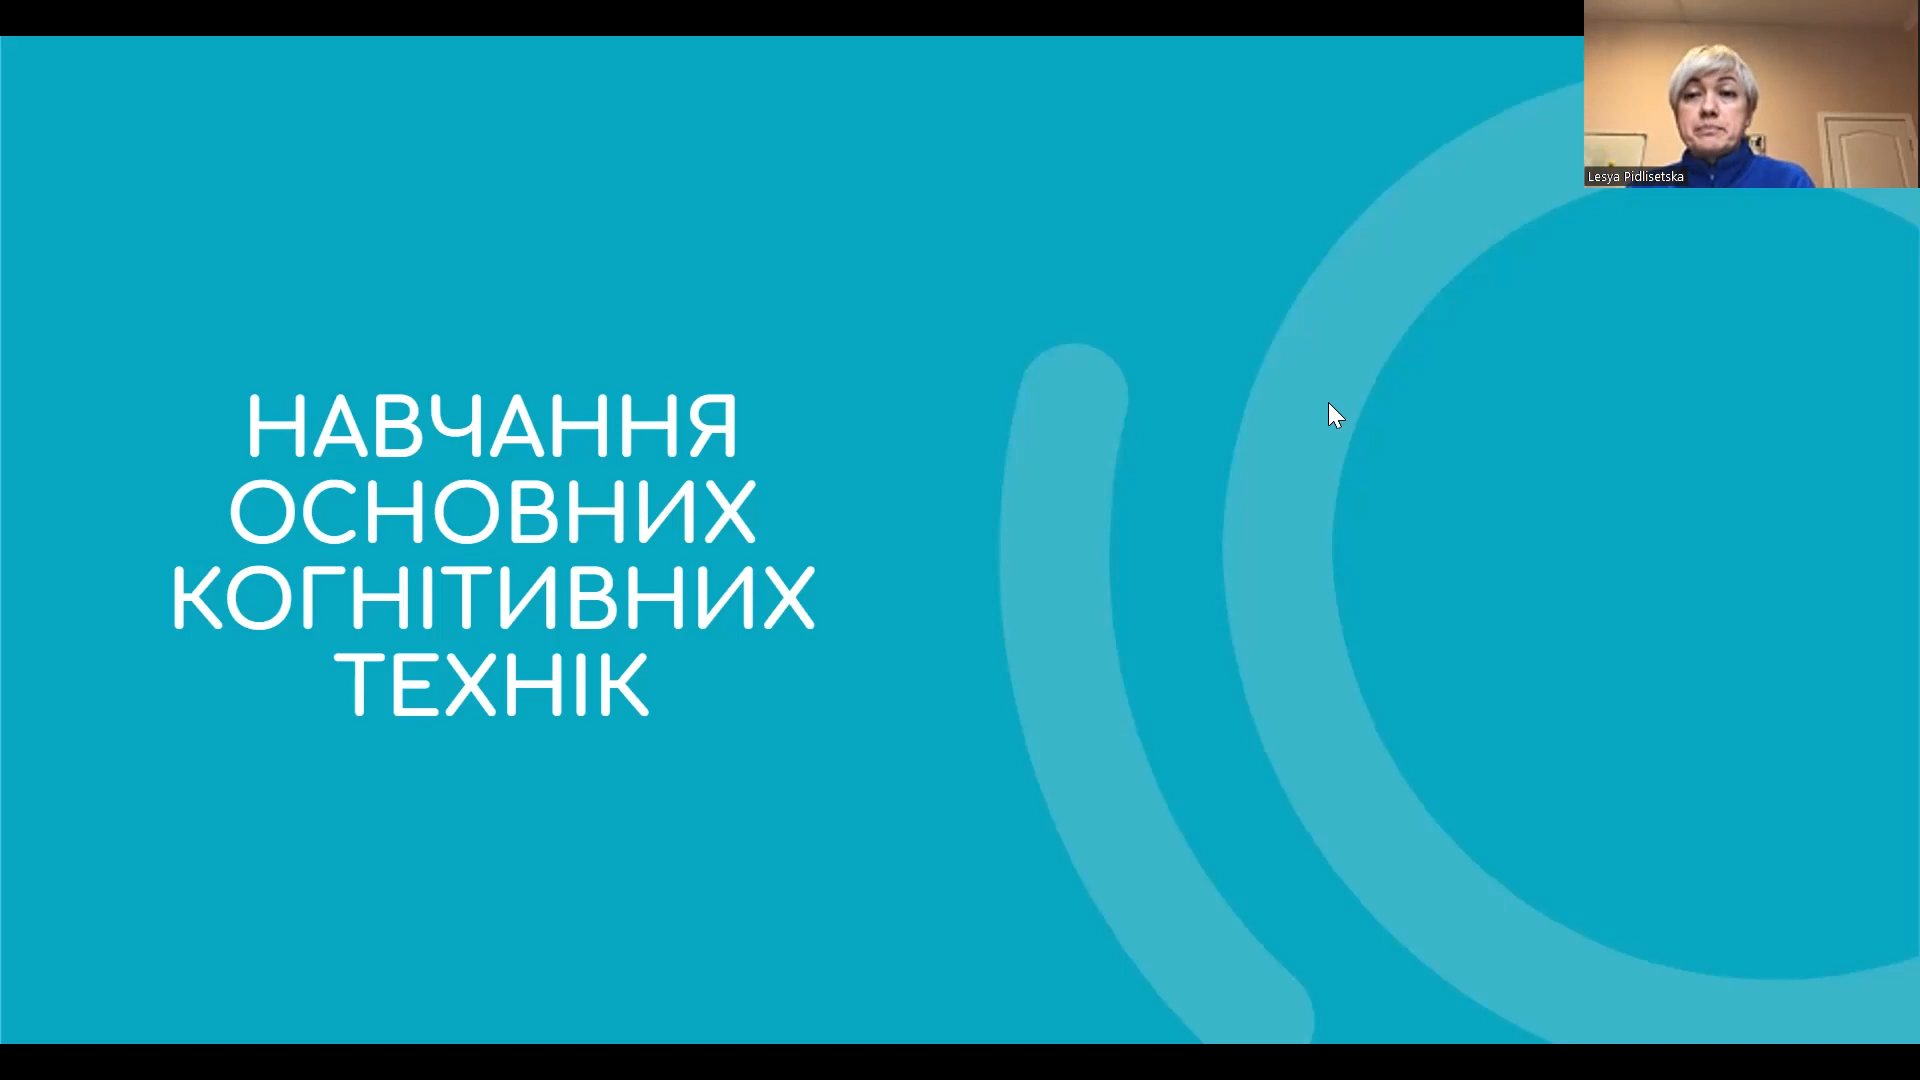 Lesya Pidlisetska
НАВЧАННЯ
ОСНОВНИХ
КОГНІТИВНИХ
ТЕХНІК